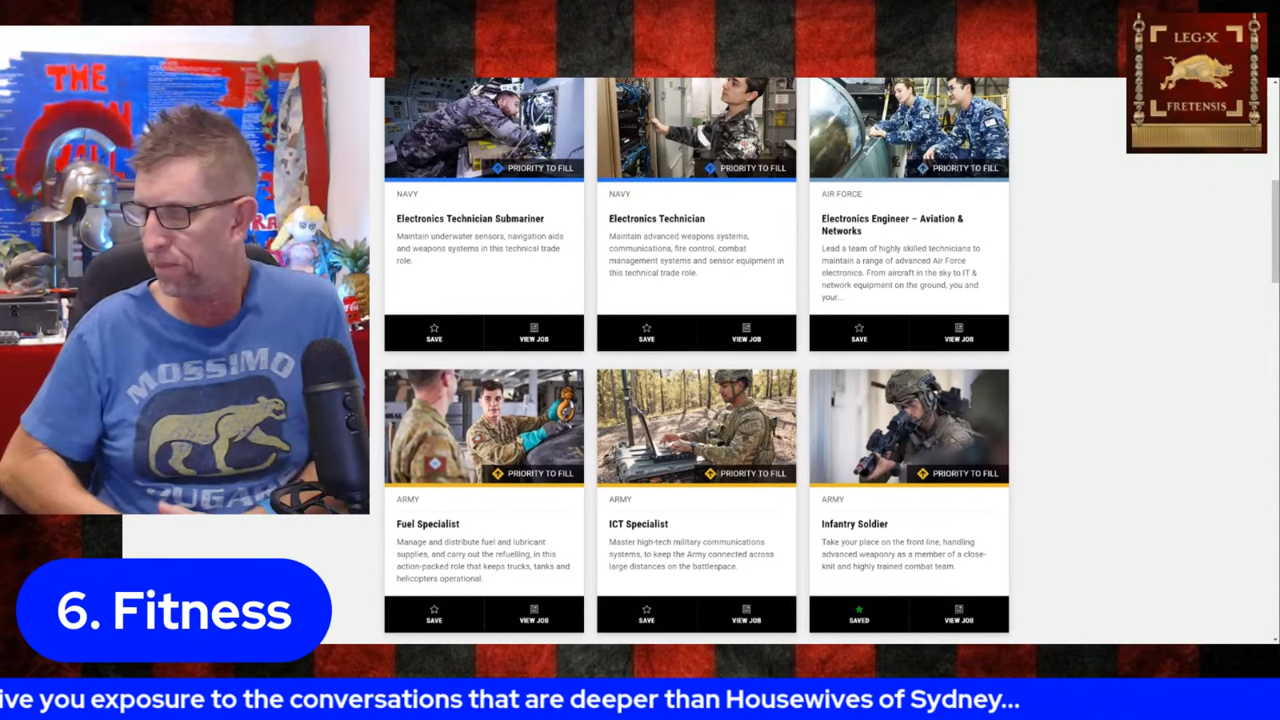 THE
LEG·X
FRETENSIS
PRIORITY TO FILL
PRIORITY TO FILL
PRIORITY TO FILL
NAVY
Electronics Technician Submariner
Maintain underwater sensors, navigation aids
and weapons systems in this technical trade
role.
SAVE
VIEW JOB
NAVY
Electronics Technician
Maintain advanced weapons systems,
communications, fire control, combat
management systems and sensor equipment in
this technical trade role.
SAVE
VIEW JOB
AIR FORCE
Electronics Engineer – Aviation &
Networks
Lead a team of highly skilled technicians to
maintain a range of advanced Air Force
electronics. From aircraft in the sky to IT &
network equipment on the ground, you and
your...
SAVE
VIEW JOB
MOSSIMO
PRIORITY TO FILL
PRIORITY TO FILL
PRIORITY TO FILL
ARMY
Fuel Specialist
Manage and distribute fuel and lubricant
supplies, and carry out the refuelling, in this
action-packed role that keeps trucks, tanks and
helicopters operational.
SAVE
VIEW JOB
ARMY
ICT Specialist
Master high-tech military communications
systems, to keep the Army connected across
large distances on the battlespace.
SAVE
VIEW JOB
ARMY
Infantry Soldier
Take your place on the front line, handling
advanced weaponry as a member of a close-
knit and highly trained combat team.
SAVED
VIEW JOB
6. Fitness
ive you exposure to the conversations that are deeper than Housewives of Sydney...